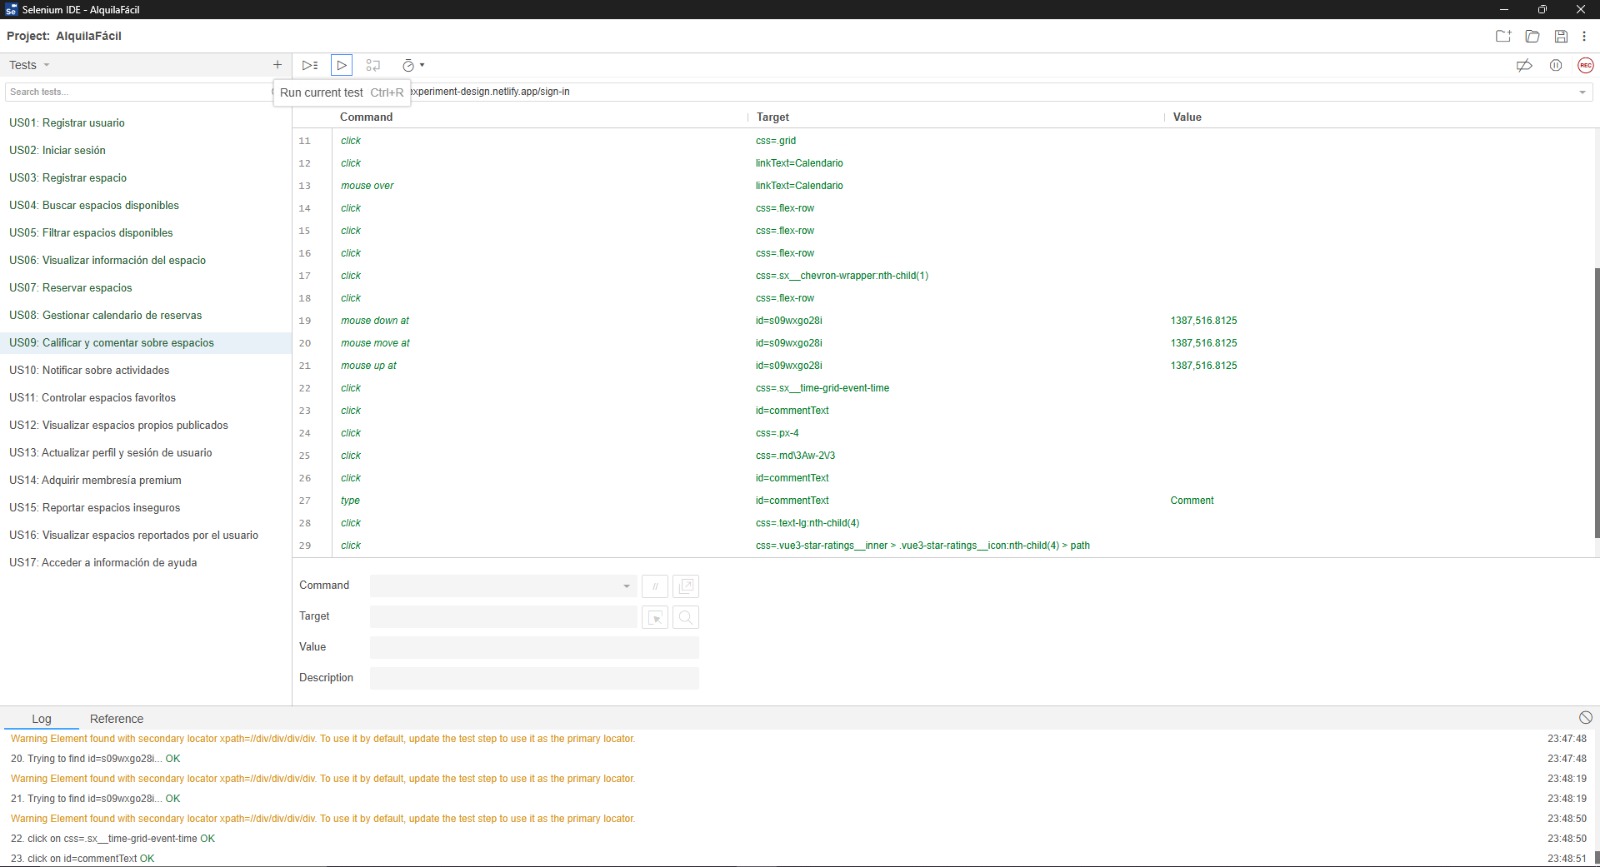 Selenium IDE - AlquilaFácil
Project: AlquilaFácil
Tests
Search tests...
Run current test Ctrl+R
experiment-design.netlify.app/sign-in
REC
US01: Registrar usuario
US02: Iniciar sesión
US03: Registrar espacio
US04: Buscar espacios disponibles
US05: Filtrar espacios disponibles
US06: Visualizar información del espacio
US07: Reservar espacios
US08: Gestionar calendario de reservas
US09: Calificar y comentar sobre espacios
US10: Notificar sobre actividades
US11: Controlar espacios favoritos
US12: Visualizar espacios propios publicados
US13: Actualizar perfil y sesión de usuario
US14: Adquirir membresía premium
US15: Reportar espacios inseguros
US16: Visualizar espacios reportados por el usuario
US17: Acceder a información de ayuda
Command Target Value
11 click css=.grid
12 click linkText=Calendario
13 mouse over linkText=Calendario
14 click css=.flex-row
15 click css=.flex-row
16 click css=.flex-row
17 click css=.sx__chevron-wrapper:nth-child(1)
18 click css=.flex-row
19 mouse down at id=s09wxgo28i 1387,516.8125
20 mouse move at id=s09wxgo28i 1387,516.8125
21 mouse up at id=s09wxgo28i 1387,516.8125
22 click css=.sx__time-grid-event-time
23 click id=commentText
24 click css=.px-4
25 click css=.md\3Aw-2\/3
26 click id=commentText
27 type id=commentText Comment
28 click css=.text-lg:nth-child(4)
29 click css=.vue3-star-ratings__inner > .vue3-star-ratings__icon:nth-child(4) > path
Command //
Target
Value
Description
Log Reference
Warning Element found with secondary locator xpath=//div/div/div/div. To use it by default, update the test step to use it as the primary locator. 23:47:48
20. Trying to find id=s09wxgo28i... OK 23:47:48
Warning Element found with secondary locator xpath=//div/div/div/div. To use it by default, update the test step to use it as the primary locator. 23:48:19
21. Trying to find id=s09wxgo28i... OK 23:48:19
Warning Element found with secondary locator xpath=//div/div/div/div. To use it by default, update the test step to use it as the primary locator. 23:48:50
22. click on css=.sx__time-grid-event-time OK 23:48:50
23. click on id=commentText OK 23:48:51